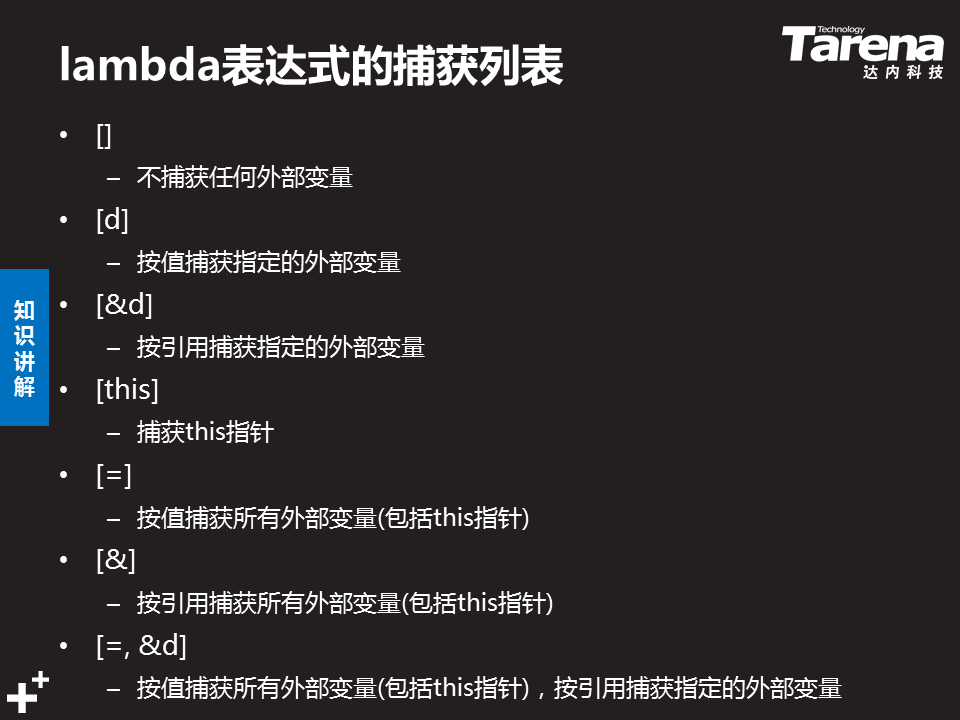 lambda表达式的捕获列表
Technology
Tarena
达内科技
• []
– 不捕获任何外部变量
• [d]
– 按值捕获指定的外部变量
• [&d]
– 按引用捕获指定的外部变量
• [this]
– 捕获this指针
• [=]
– 按值捕获所有外部变量(包括this指针)
• [&]
– 按引用捕获所有外部变量(包括this指针)
• [=, &d]
– 按值捕获所有外部变量(包括this指针)，按引用捕获指定的外部变量
知识讲解